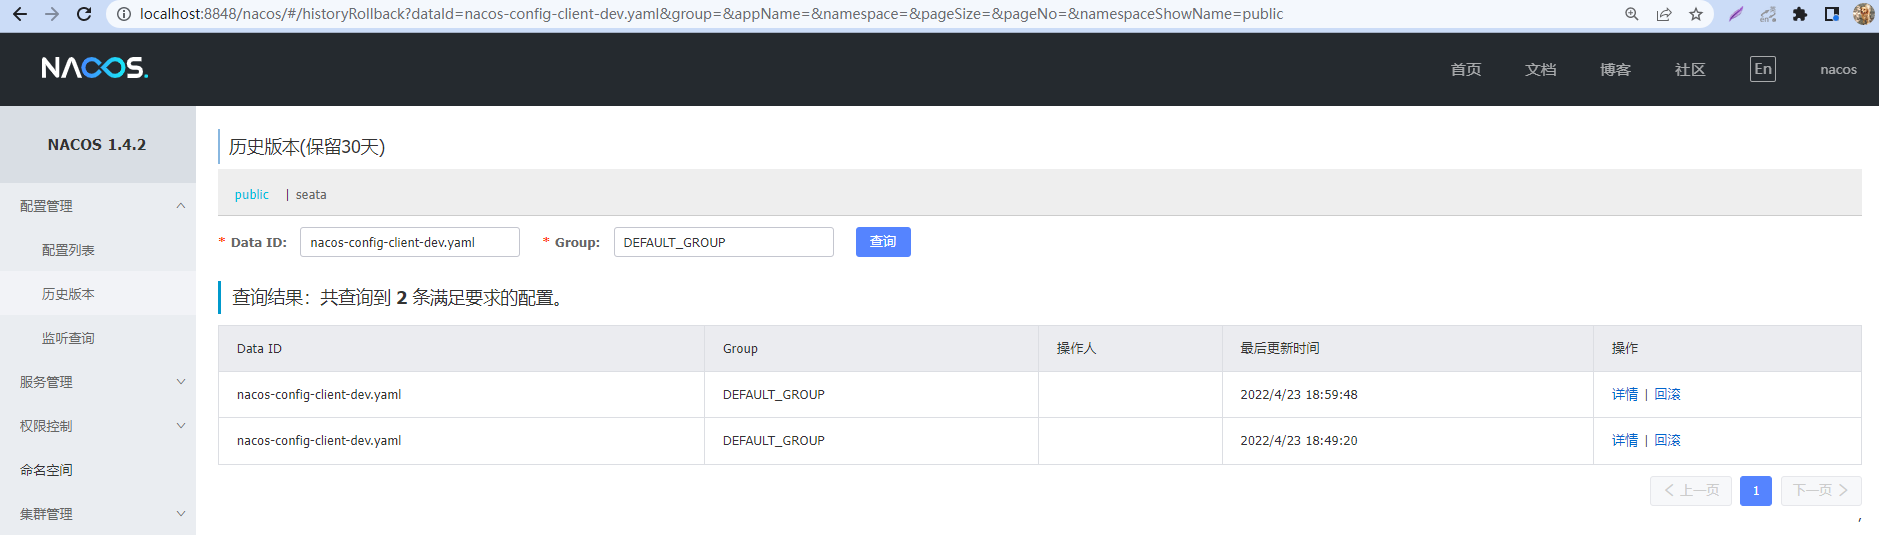 localhost:8848/nacos/#/historyRollback?dataId=nacos-config-client-dev.yaml&group=&appName=&namespace=&pageSize=&pageNo=&namespaceShowName=public
NACOS.
首页 文档 博客 社区 En nacos
NACOS 1.4.2
配置管理
配置列表
历史版本
监听查询
服务管理
权限控制
命名空间
集群管理
历史版本(保留30天)
public | seata
* Data ID: nacos-config-client-dev.yaml * Group: DEFAULT_GROUP 查询
查询结果：共查询到 2 条满足要求的配置。
Data ID Group 操作人 最后更新时间 操作
nacos-config-client-dev.yaml DEFAULT_GROUP 2022/4/23 18:59:48 详情 | 回滚
nacos-config-client-dev.yaml DEFAULT_GROUP 2022/4/23 18:49:20 详情 | 回滚
上一页 1 下一页